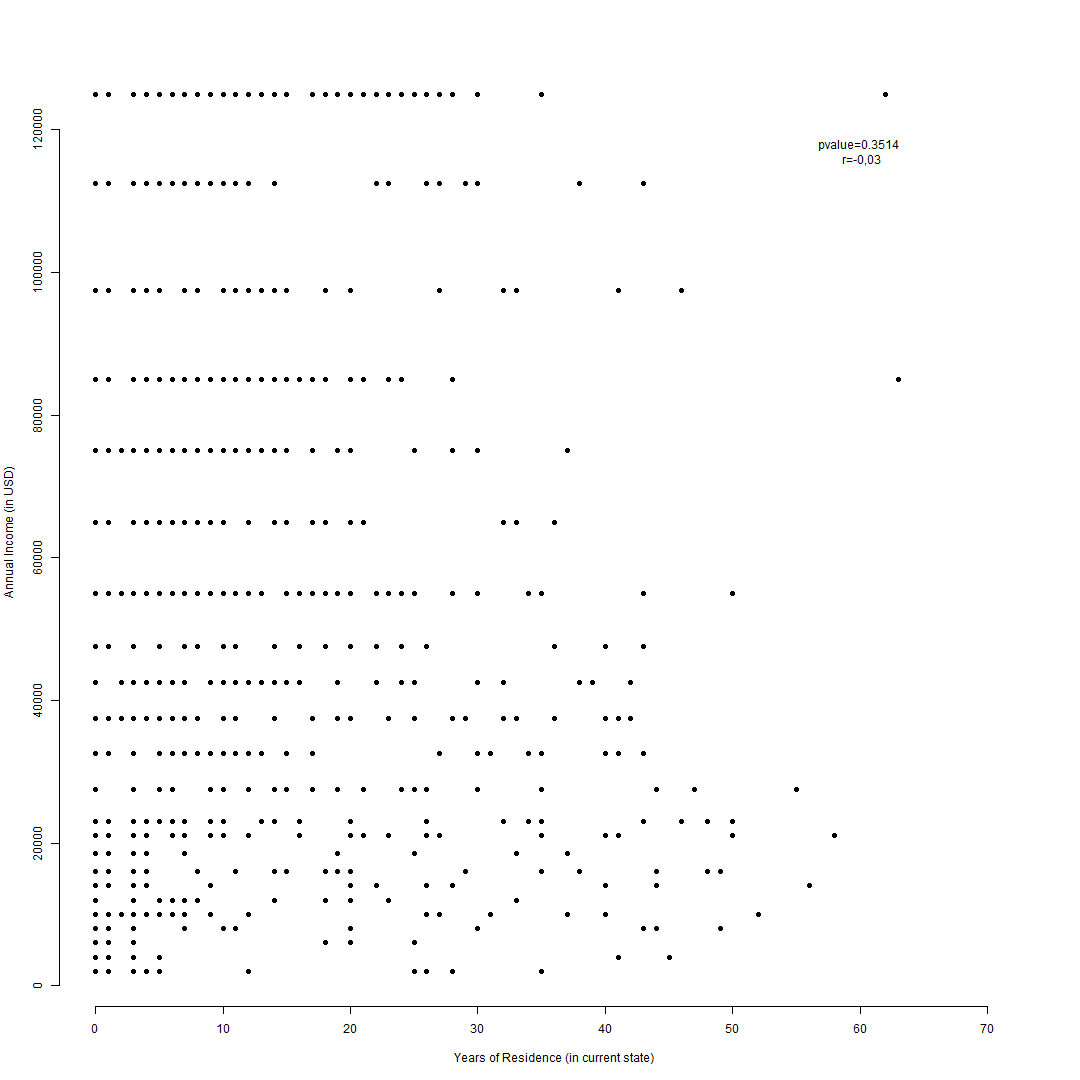 120000
100000
80000
60000
40000
20000
0
Annual Income (in USD)
pvalue=0.3514
r=-0,03
0 10 20 30 40 50 60 70
Years of Residence (in current state)